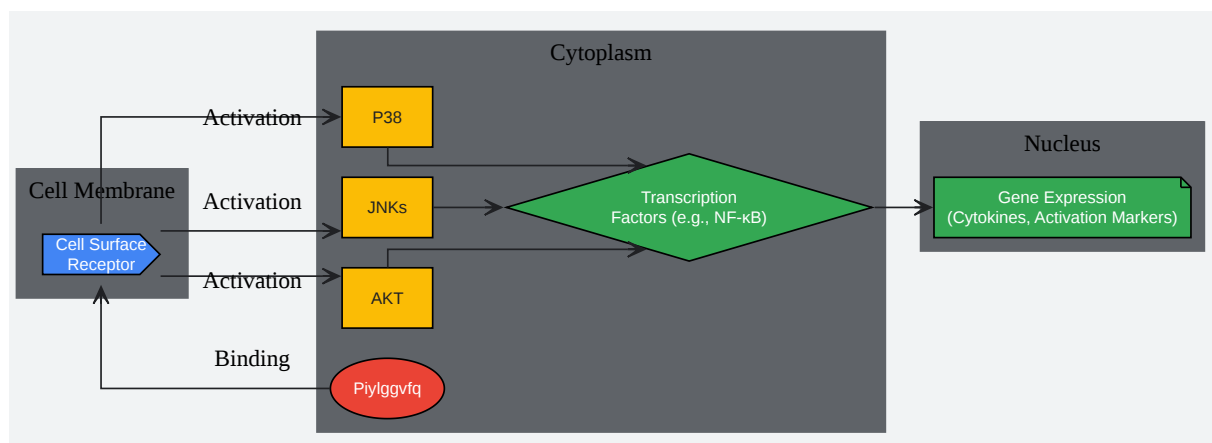 Cytoplasm
Activation
P38
Nucleus
Cell Membrane
Activation
JNKs
Transcription
Factors (e.g., NF-κB)
Gene Expression
(Cytokines, Activation Markers)
Cell Surface
Receptor
Activation
AKT
Binding
Piylggvfq